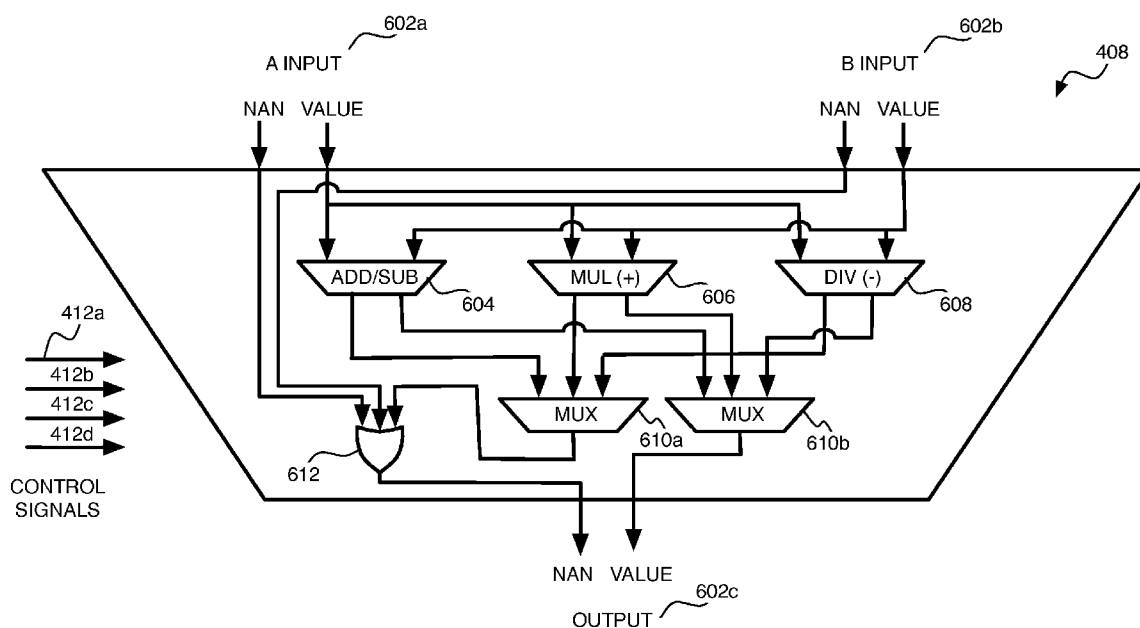 602a
602b
A INPUT
B INPUT
408
NAN VALUE
NAN VALUE
ADD/SUB
MUL (+)
DIV (-)
604
606
608
412a
412b
412c
412d
MUX
MUX
610a
610b
612
CONTROL
SIGNALS
NAN VALUE
602c
OUTPUT